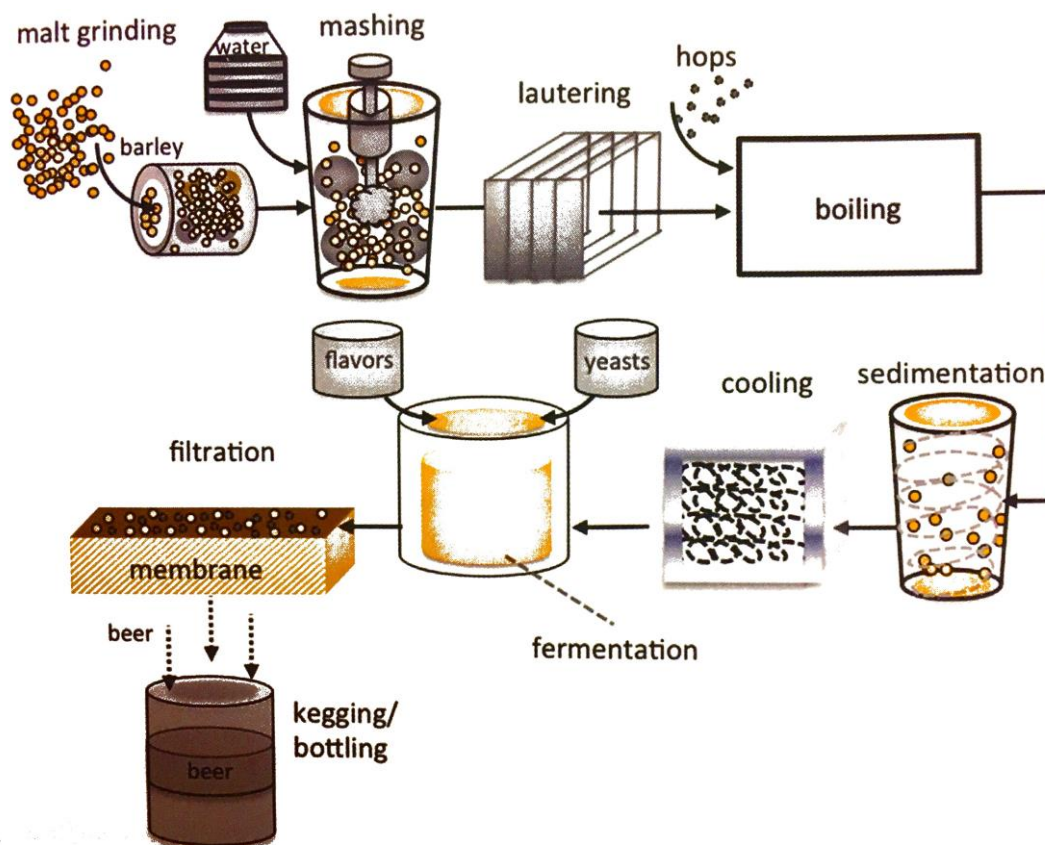 malt grinding
water
mashing
barley
lautering
hops
boiling
flavors
yeasts
cooling
sedimentation
filtration
membrane
fermentation
beer
kegging/
bottling
beer